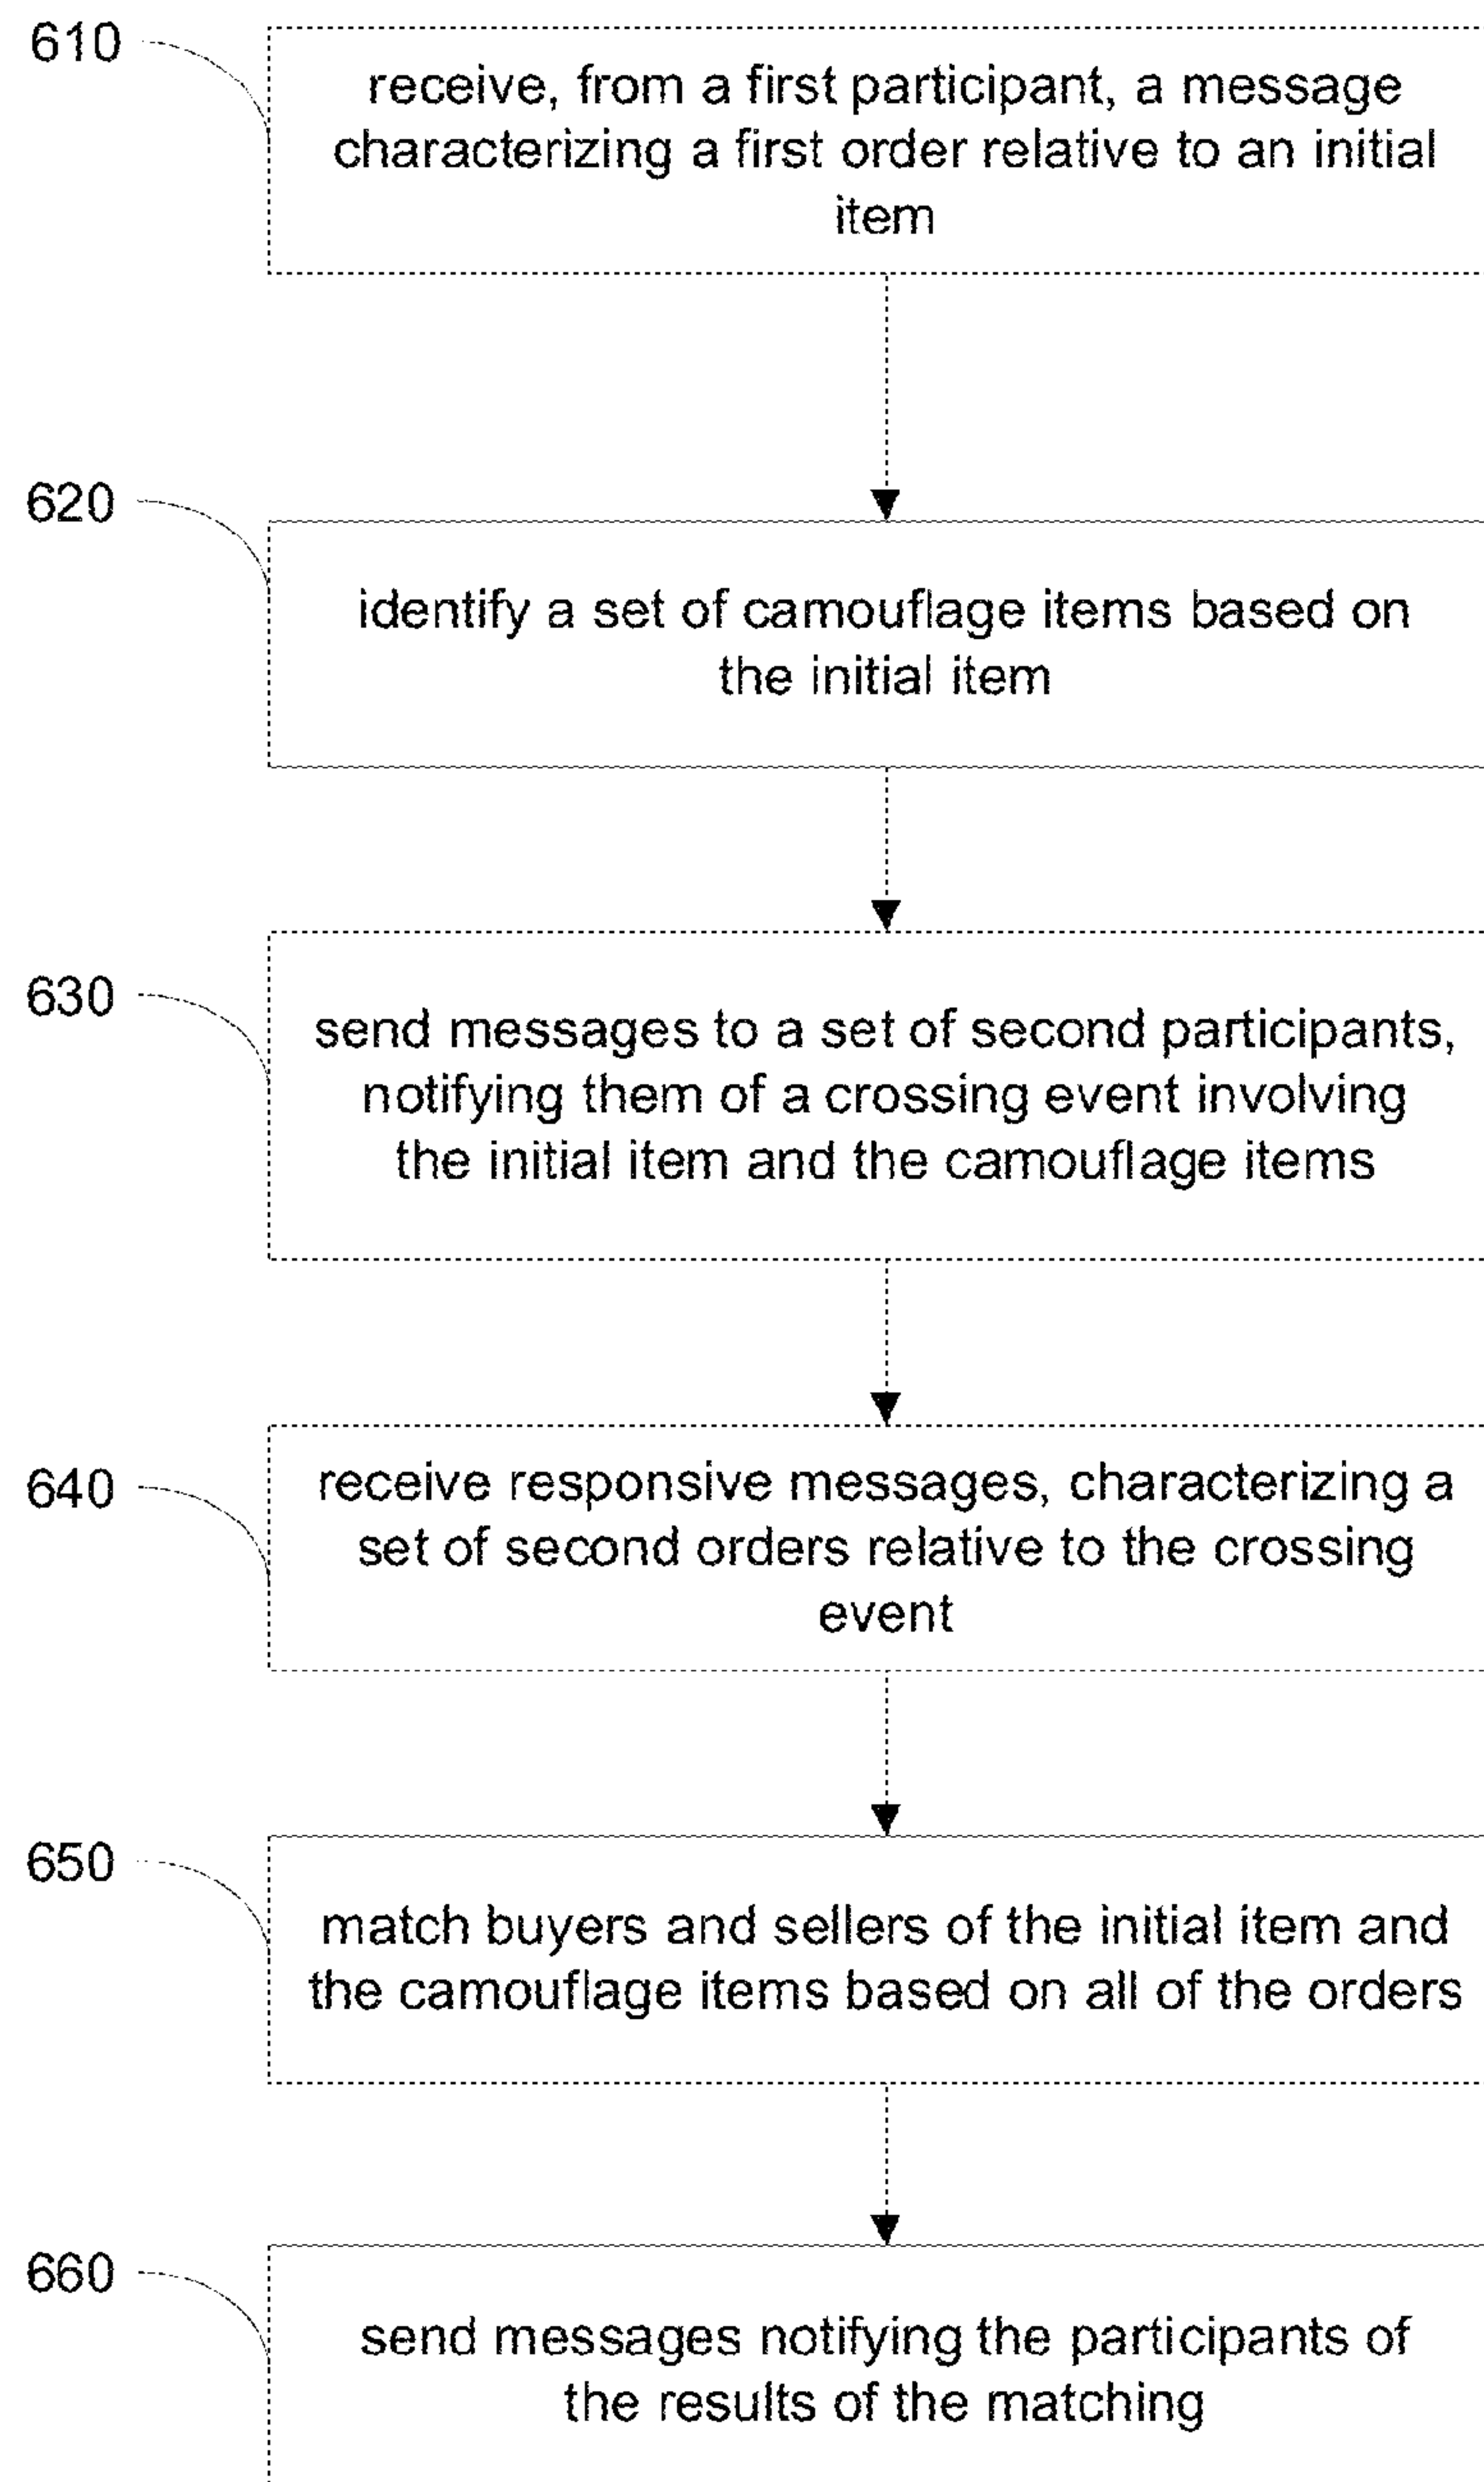 610
receive, from a first participant, a message
characterizing a first order relative to an initial
item
620
identify a set of camouflage items based on
the initial item
630
send messages to a set of second participants,
notifying them of a crossing event involving
the initial item and the camouflage items
640
receive responsive messages, characterizing a
set of second orders relative to the crossing
event
650
match buyers and sellers of the initial item and
the camouflage items based on all of the orders
660
send messages notifying the participants of
the results of the matching